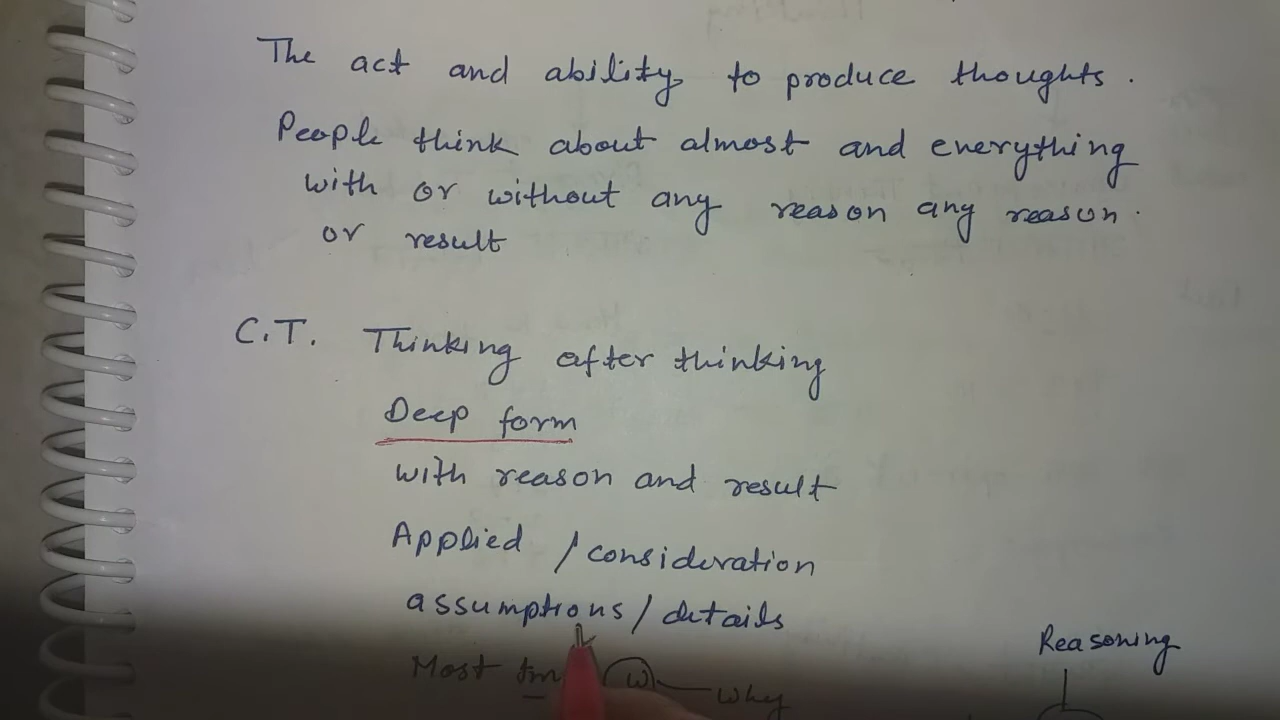 The act and ability to produce thoughts.
People think about almost and everything
with or without any reason any reason.
or result
C.T. Thinking after thinking
Deep form
with reason and result
Applied / consideration
assumptions / details
Most Im W Why
Reasoning